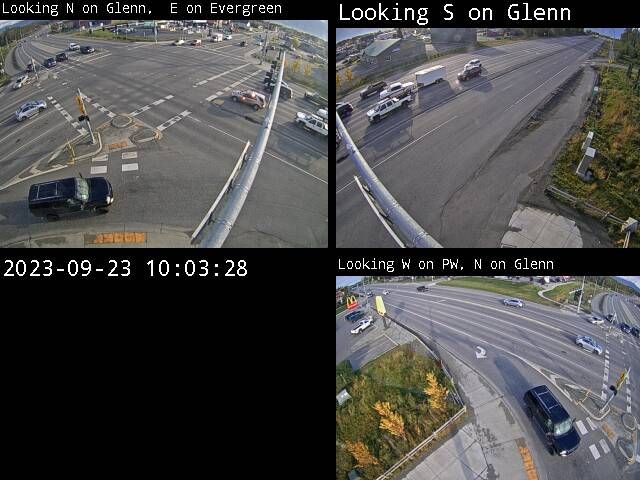 Looking N on Glenn, E on Evergreen
Looking S on Glenn
2023-09-23 10:03:28
Looking W on PW, N on Glenn